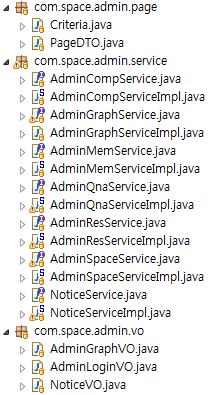 com.space.admin.page
Criteria.java
PageDTO.java
com.space.admin.service
AdminCompService.java
AdminCompServiceImpl.java
AdminGraphService.java
AdminGraphServiceImpl.java
AdminMemService.java
AdminMemServiceImpl.java
AdminQnaService.java
AdminQnaServiceImpl.java
AdminResService.java
AdminResServiceImpl.java
AdminSpaceService.java
AdminSpaceServiceImpl.java
NoticeService.java
NoticeServiceImpl.java
com.space.admin.vo
AdminGraphVO.java
AdminLoginVO.java
NoticeVO.java